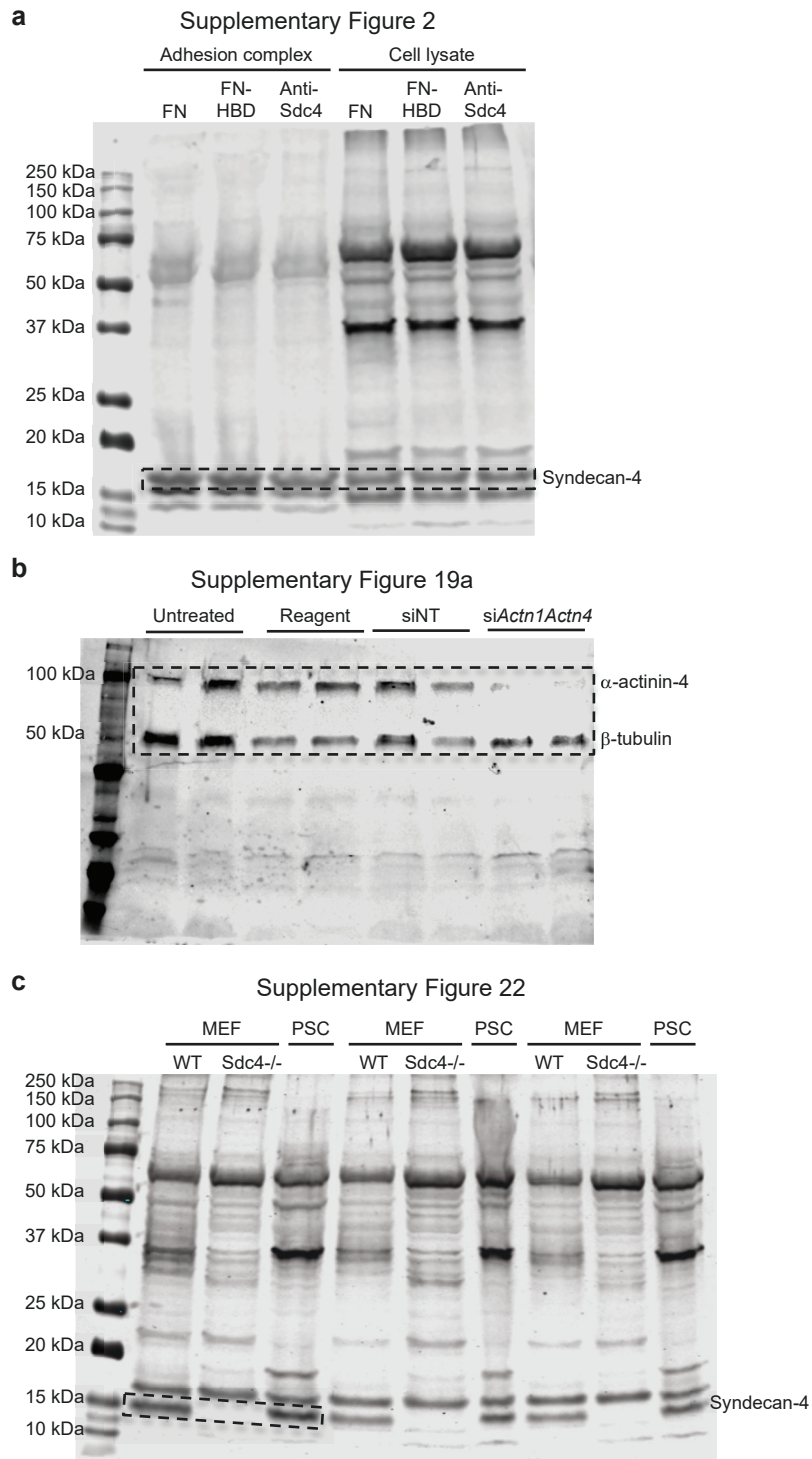 a
Supplementary Figure 2
Adhesion complex Cell lysate
FN FN-HBD Anti-Sdc4 FN FN-HBD Anti-Sdc4
250 kDa
150 kDa
100 kDa
75 kDa
50 kDa
37 kDa
25 kDa
20 kDa
15 kDa Syndecan-4
10 kDa
b
Supplementary Figure 19a
Untreated Reagent siNT siActn1Actn4
100 kDa α-actinin-4
50 kDa β-tubulin
c
Supplementary Figure 22
MEF PSC MEF PSC MEF PSC
WT Sdc4-/- WT Sdc4-/- WT Sdc4-/-
250 kDa
150 kDa
100 kDa
75 kDa
50 kDa
37 kDa
25 kDa
20 kDa
15 kDa Syndecan-4
10 kDa